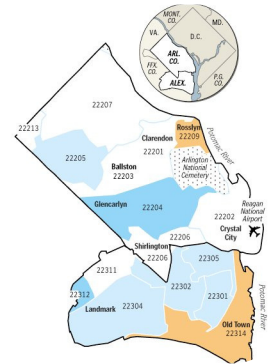 MONT.
CO.
MD.
VA.
D.C.
ARL.
CO.
FFX.
CO.
ALEX.
P.G.
CO.
22207
22213
Rosslyn
22209
Potomac River
Clarendon
22201
22205
Arlington
National
Cemetery
Ballston
22203
Glencarlyn
22204
Reagan
National
Airport
22202
Crystal
City
22206
Shirlington
22206
22311
22305
22312
22302
Landmark
22304
22301
Potomac River
Old Town
22314